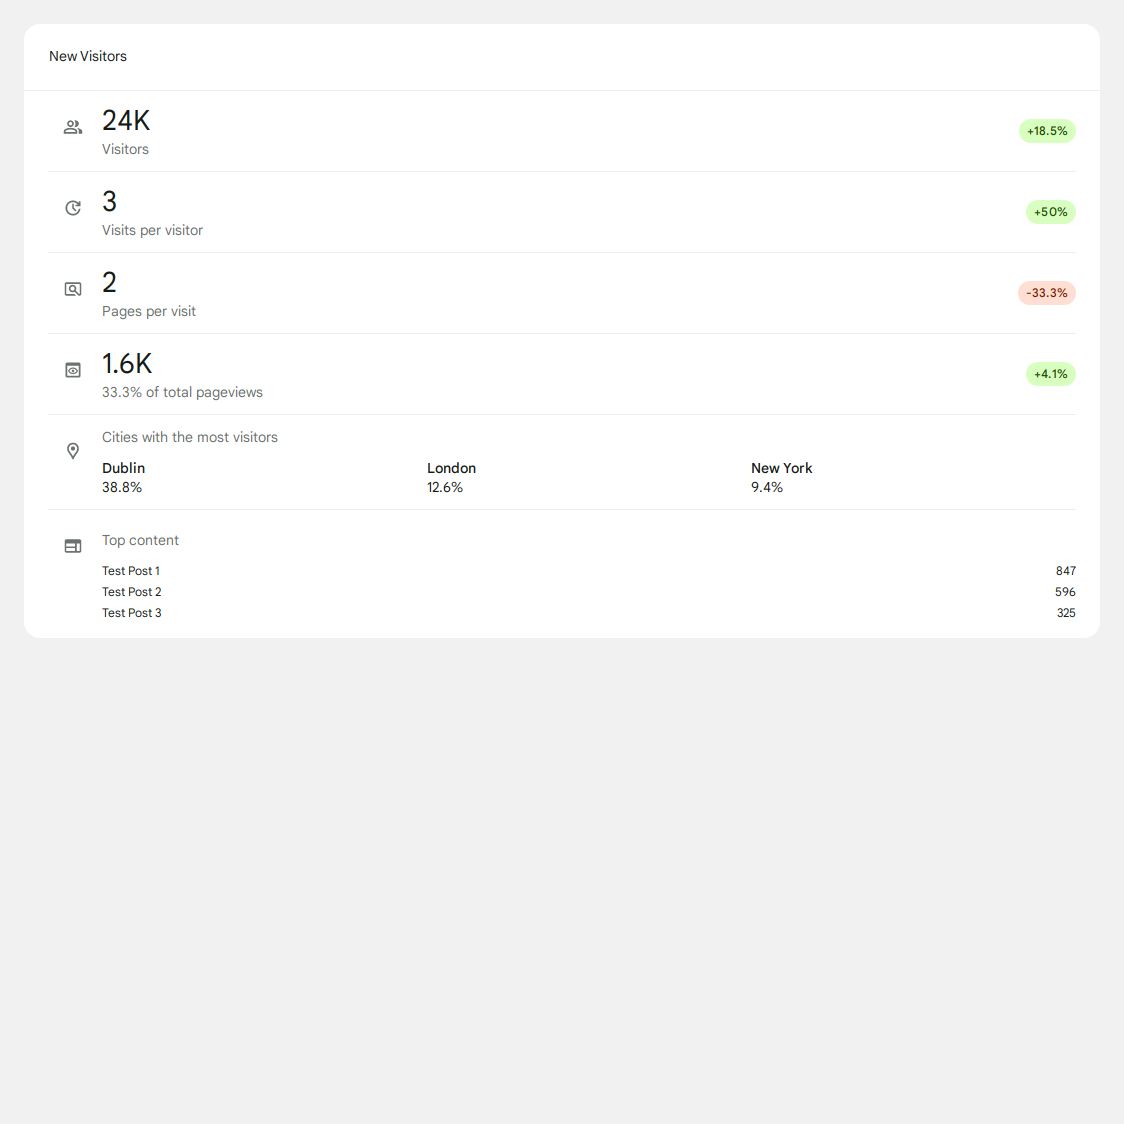 New Visitors
24K
Visitors
+18.5%
3
Visits per visitor
+50%
2
Pages per visit
-33.3%
1.6K
33.3% of total pageviews
+4.1%
Cities with the most visitors
Dublin London New York
38.8% 12.6% 9.4%
Top content
Test Post 1 847
Test Post 2 596
Test Post 3 325